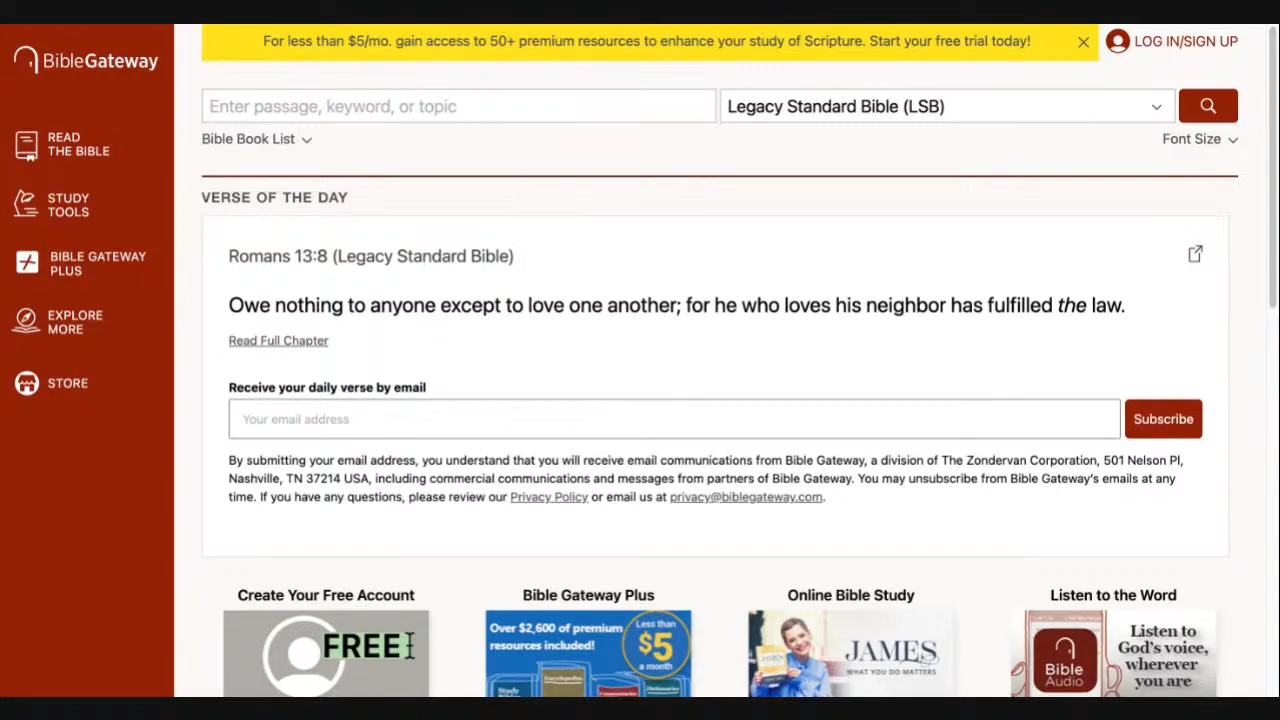 BibleGateway
For less than $5/mo. gain access to 50+ premium resources to enhance your study of Scripture. Start your free trial today!
LOG IN/SIGN UP
Enter passage, keyword, or topic
Legacy Standard Bible (LSB)
Bible Book List
Font Size
READ
THE BIBLE
STUDY
TOOLS
BIBLE GATEWAY
PLUS
EXPLORE
MORE
STORE
VERSE OF THE DAY
Romans 13:8 (Legacy Standard Bible)
Owe nothing to anyone except to love one another; for he who loves his neighbor has fulfilled the law.
Read Full Chapter
Receive your daily verse by email
Your email address
Subscribe
By submitting your email address, you understand that you will receive email communications from Bible Gateway, a division of The Zondervan Corporation, 501 Nelson Pl,
Nashville, TN 37214 USA, including commercial communications and messages from partners of Bible Gateway. You may unsubscribe from Bible Gateway's emails at any
time. If you have any questions, please review our Privacy Policy or email us at privacy@biblegateway.com.
Create Your Free Account
FREE
Bible Gateway Plus
Over $2,600 of premium
resources included!
Less than
$5
a month
Study
Encyclopedias
Commentaries
Dictionaries
Online Bible Study
JAMES
WHAT YOU DO MATTERS
Listen to the Word
Bible
Audio
Listen to
God's voice,
wherever
you are